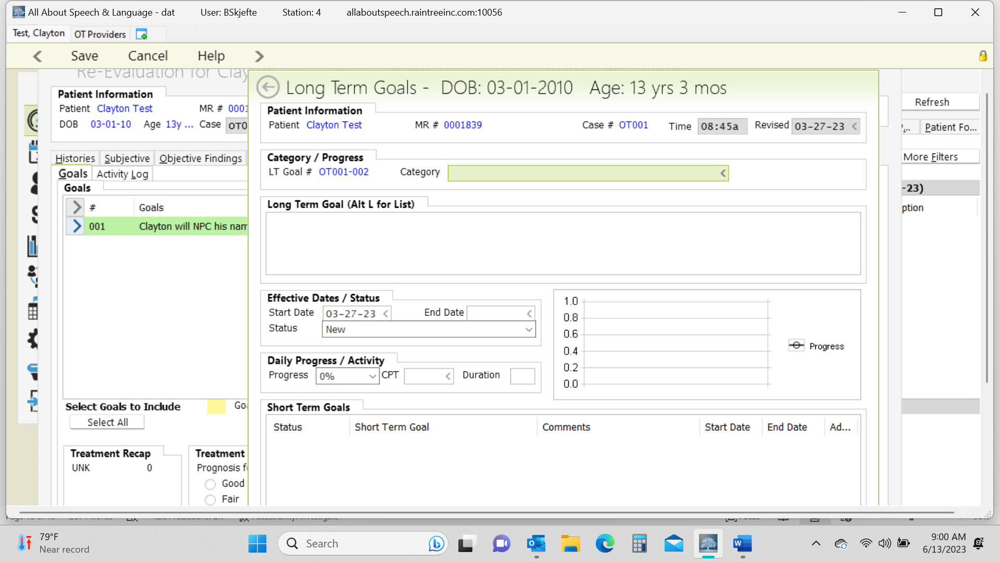 All About Speech & Language - dat User: BSkjefte Station: 4 allaboutspeech.raintreeinc.com:10056
Test, Clayton OT Providers
Save Cancel Help
Re-Evaluation for Clay
Long Term Goals - DOB: 03-01-2010 Age: 13 yrs 3 mos
Patient Information
Patient Clayton Test MR # 0001
DOB 03-01-10 Age 13y ... Case OT0
Patient Information
Patient Clayton Test MR # 0001839 Case # OT001 Time 08:45a Revised 03-27-23
Refresh
Patient Fo...
More Filters
-23)
ption
Histories Subjective Objective Findings
Goals Activity Log
Goals
# Goals
001 Clayton will NPC his nam
Category / Progress
LT Goal # OT001-002 Category
Long Term Goal (Alt L for List)
Effective Dates / Status
Start Date 03-27-23 End Date
Status New
Daily Progress / Activity
Progress 0% CPT Duration
1.0
0.8
0.6
0.4
0.2
0.0
Progress
Short Term Goals
Status Short Term Goal Comments Start Date End Date Ad...
Select Goals to Include Goa
Select All
Treatment Recap
UNK 0
Treatment
Prognosis f
Good
Fair
79°F
Near record
Search
9:00 AM
6/13/2023